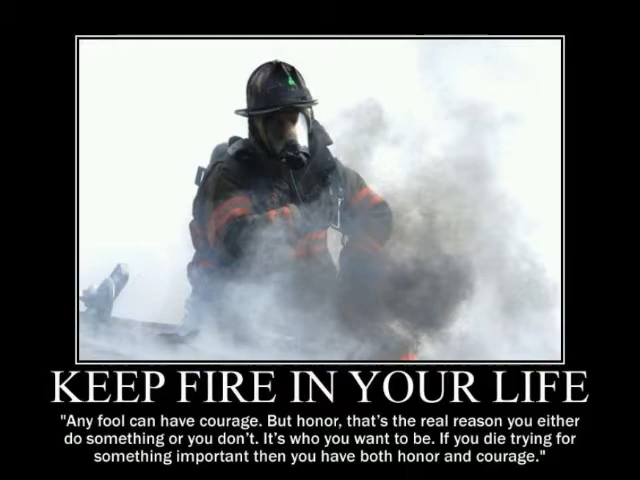 KEEP FIRE IN YOUR LIFE
"Any fool can have courage. But honor, that's the real reason you either
do something or you don't. It's who you want to be. If you die trying for
something important then you have both honor and courage."